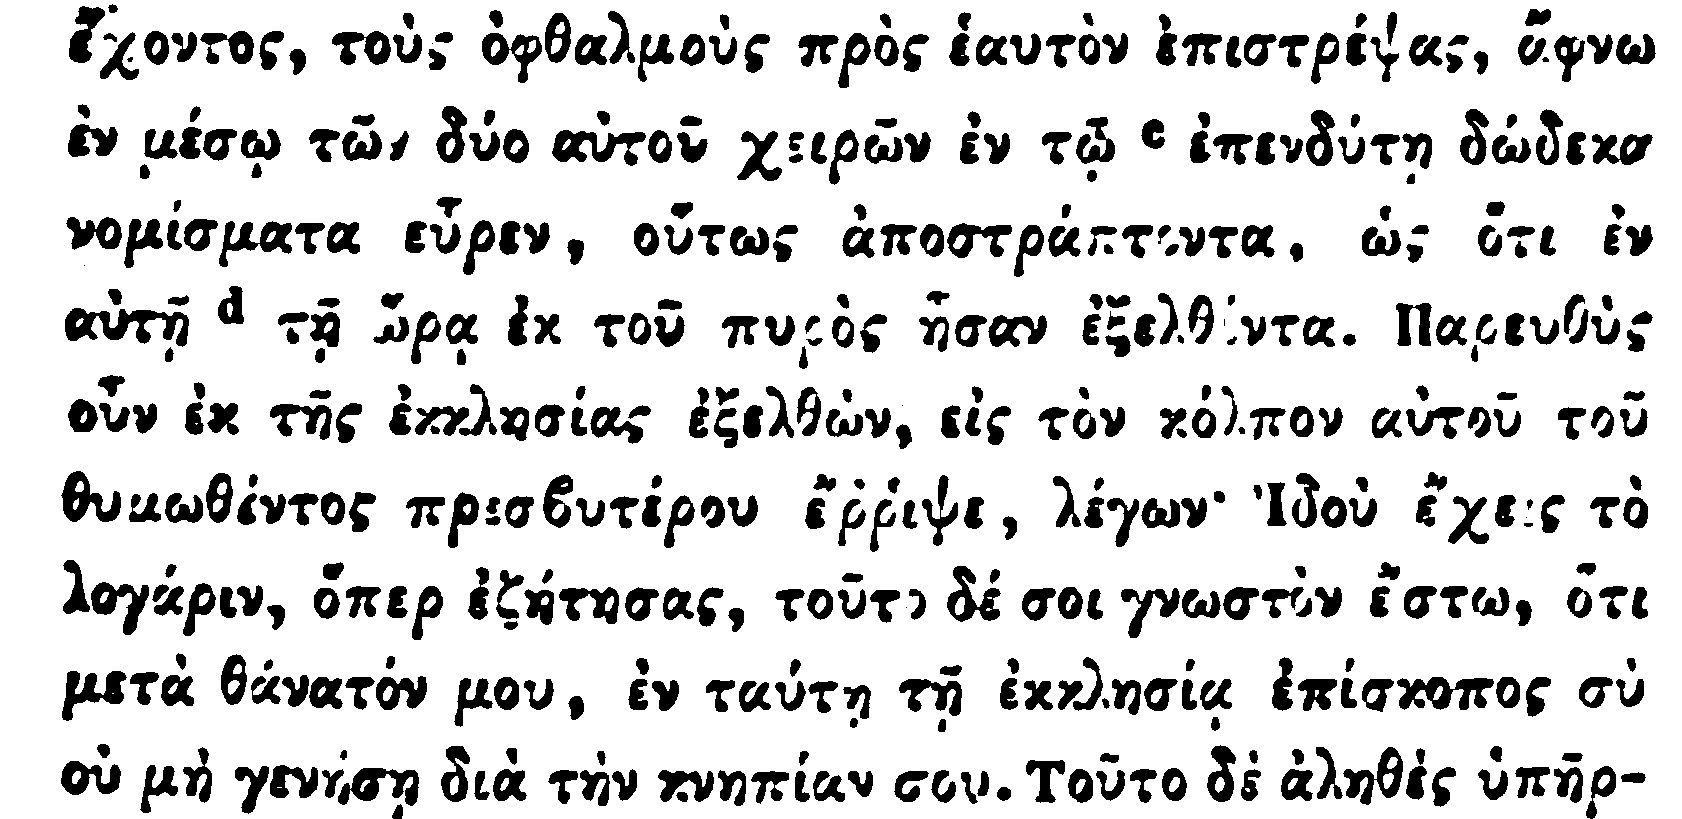 ἔχοντος, τοὺς ὀφθαλμοὺς πρὸς ἑαυτὸν ἐπιστρέψας, ἄφνω
ἐν μέσῳ τῶν δύο αὐτοῦ χειρῶν ἐν τῷ c ἐπενδύτῃ δώδεκα
νομίσματα εὗρεν, οὕτως ἀποστράπτοντα, ὡς ὅτι ἐν
αὐτῇ d τῇ ὥρᾳ ἐκ τοῦ πυρὸς ἦσαν ἐξελθόντα. Παρευθὺς
οὖν ἐκ τῆς ἐκκλησίας ἐξελθὼν, εἰς τὸν κόλπον αὐτοῦ τοῦ
θυμωθέντος πρεσβυτέρου ἔῤῥιψε, λέγων· Ἰδοὺ ἔχεις τὸ
λογάριν, ὅπερ ἐζήτησας, τοῦτο δέ σοι γνωστὸν ἔστω, ὅτι
μετὰ θάνατόν μου, ἐν ταύτῃ τῇ ἐκκλησίᾳ ἐπίσκοπος σὺ
οὐ μὴ γενήσῃ διὰ τὴν κνηπίαν σου. Τοῦτο δὲ ἀληθὲς ὑπῆρ-